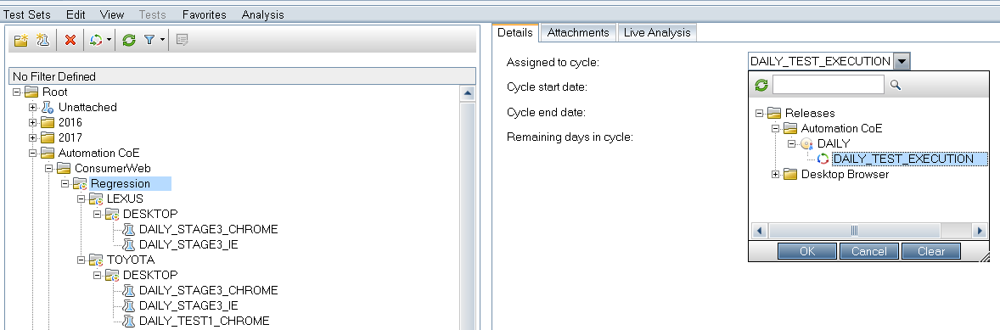 Test Sets Edit View Tests Favorites Analysis
No Filter Defined
Root
Unattached
2016
2017
Automation CoE
ConsumerWeb
Regression
LEXUS
DESKTOP
DAILY_STAGE3_CHROME
DAILY_STAGE3_IE
TOYOTA
DESKTOP
DAILY_STAGE3_CHROME
DAILY_STAGE3_IE
DAILY_TEST1_CHROME
Details Attachments Live Analysis
Assigned to cycle: DAILY_TEST_EXECUTION
Cycle start date:
Cycle end date:
Remaining days in cycle:
Releases
Automation CoE
DAILY
DAILY_TEST_EXECUTION
Desktop Browser
OK Cancel Clear